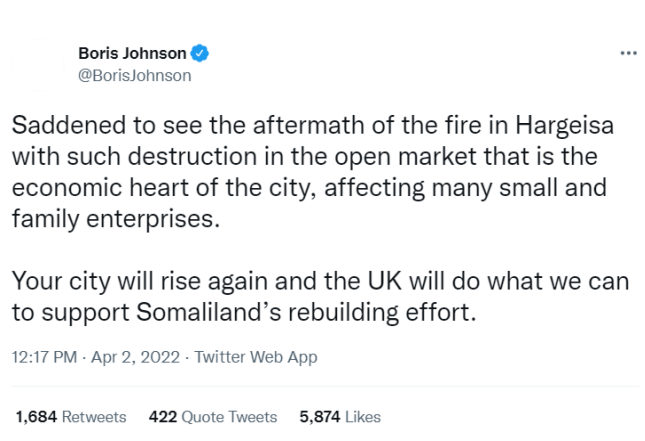 Boris Johnson
@BorisJohnson
Saddened to see the aftermath of the fire in Hargeisa
with such destruction in the open market that is the
economic heart of the city, affecting many small and
family enterprises.
Your city will rise again and the UK will do what we can
to support Somaliland’s rebuilding effort.
12:17 PM · Apr 2, 2022 · Twitter Web App
1,684 Retweets 422 Quote Tweets 5,874 Likes